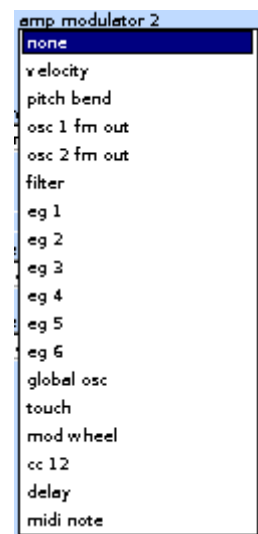 amp modulator 2
none
velocity
pitch bend
osc 1 fm out
osc 2 fm out
filter
eg 1
eg 2
eg 3
eg 4
eg 5
eg 6
global osc
touch
mod wheel
cc 12
delay
midi note